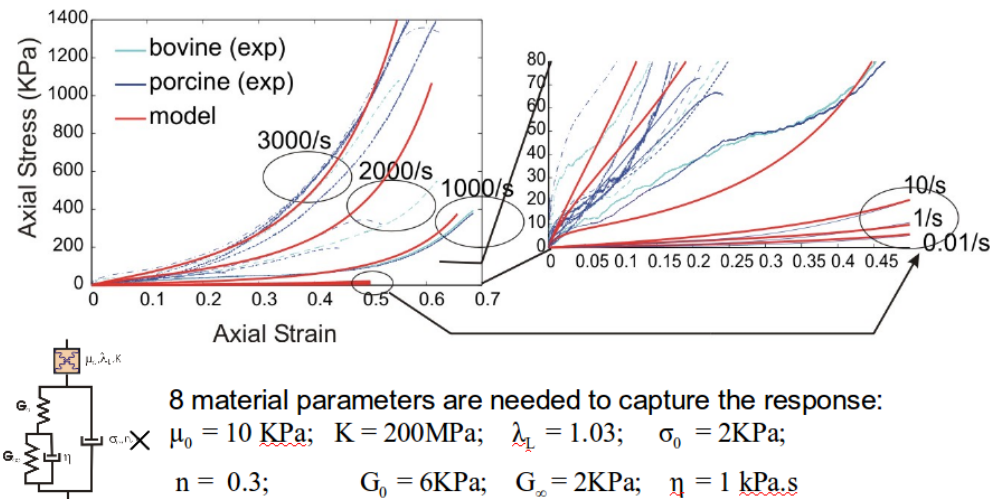 1400
1200
1000
800
600
400
200
0
Axial Stress (KPa)
bovine (exp)
porcine (exp)
model
3000/s
2000/s
1000/s
0 0.1 0.2 0.3 0.4 0.5 0.6 0.7
Axial Strain
80
70
60
50
40
30
20
10
0
10/s
1/s
0.01/s
0 0.05 0.1 0.15 0.2 0.25 0.3 0.35 0.4 0.45
8 material parameters are needed to capture the response:
μ₀ = 10 KPa; K = 200MPa; λ_L = 1.03; σ₀ = 2KPa;
n = 0.3; G₀ = 6KPa; G∞ = 2KPa; η = 1 kPa.s
G
G
η